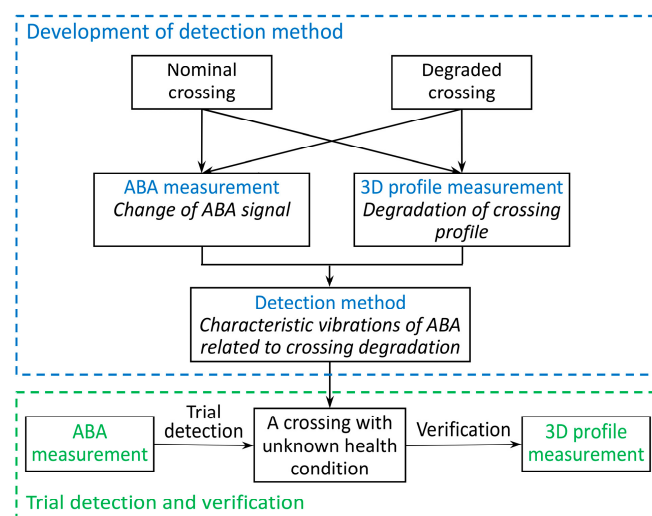 Development of detection method
Nominal
crossing
Degraded
crossing
ABA measurement
Change of ABA signal
3D profile measurement
Degradation of crossing
profile
Detection method
Characteristic vibrations of ABA
related to crossing degradation
ABA
measurement
Trial
detection
A crossing with
unknown health
condition
Verification
3D profile
measurement
Trial detection and verification